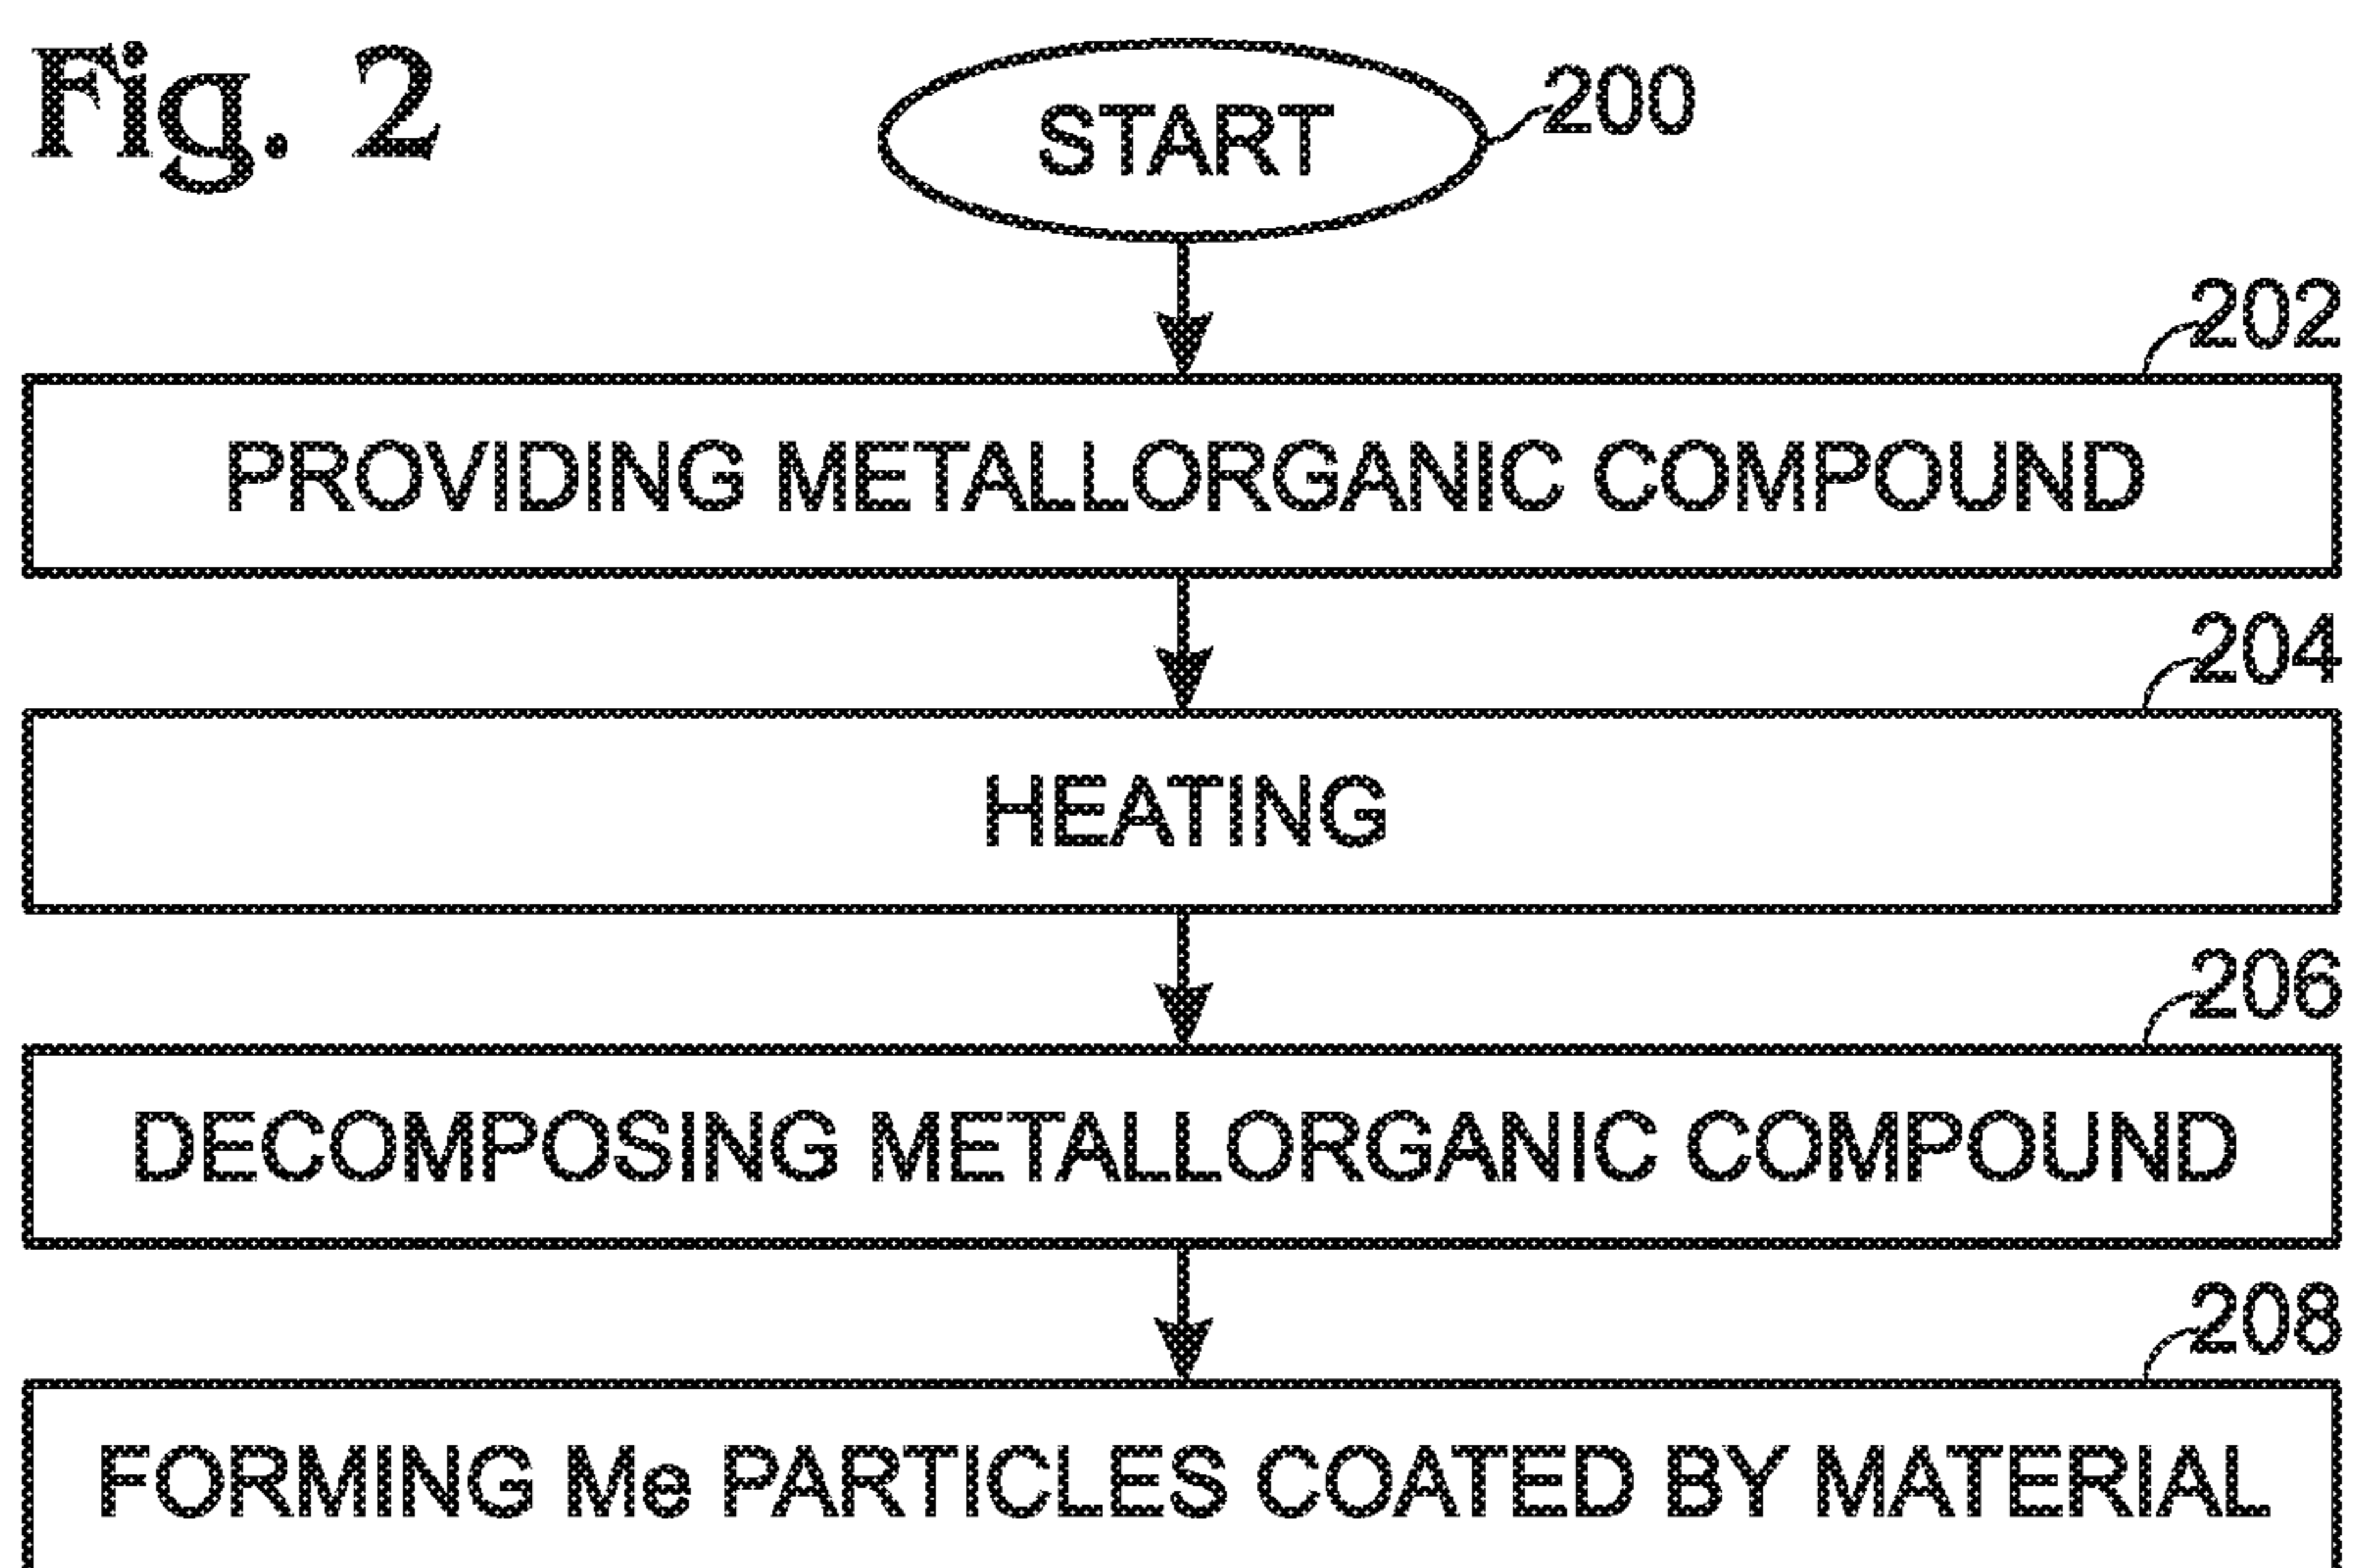 Fig. 2
START
200
202
PROVIDING METALLORGANIC COMPOUND
204
HEATING
206
DECOMPOSING METALLORGANIC COMPOUND
208
FORMING Me PARTICLES COATED BY MATERIAL